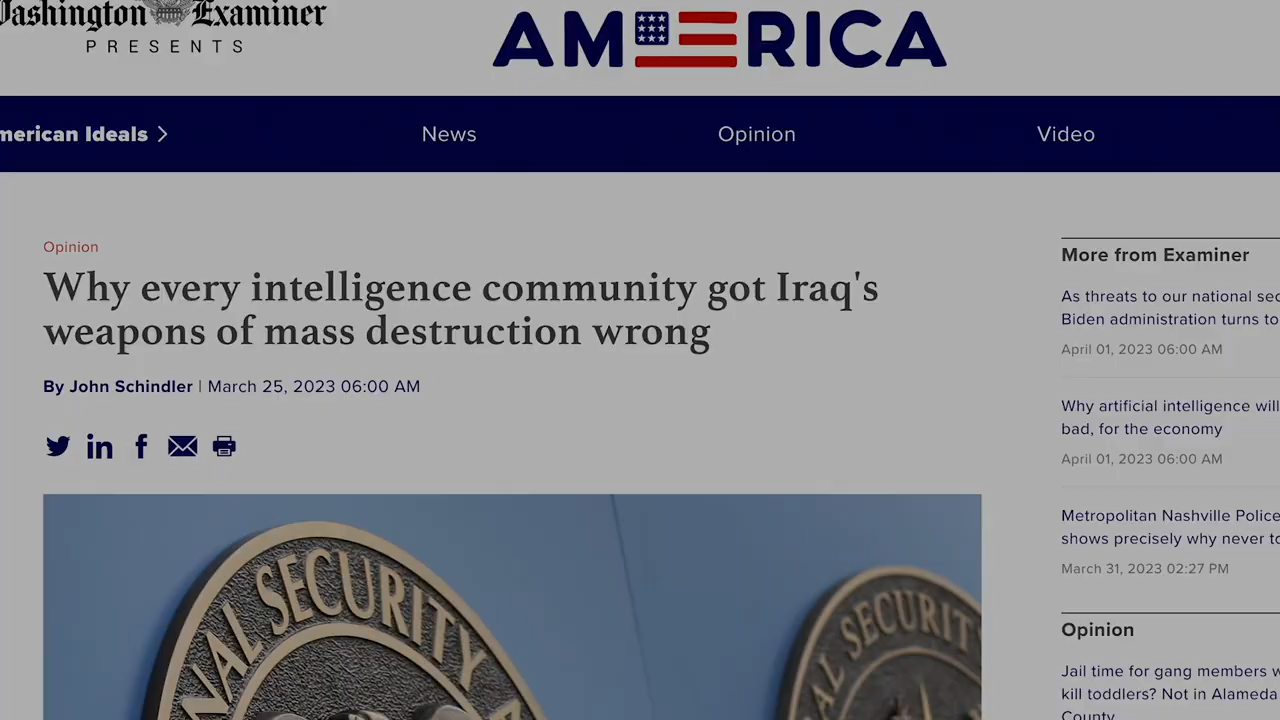 Washington Examiner
PRESENTS
AMERICA
merican Ideals
News
Opinion
Video
Opinion
Why every intelligence community got Iraq's
weapons of mass destruction wrong
By John Schindler | March 25, 2023 06:00 AM
More from Examiner
As threats to our national sec
Biden administration turns to
April 01, 2023 06:00 AM
Why artificial intelligence will
bad, for the economy
April 01, 2023 06:00 AM
Metropolitan Nashville Police
shows precisely why never to
March 31, 2023 02:27 PM
Opinion
Jail time for gang members w
kill toddlers? Not in Alameda
County
NAL SECURITY
AL SECURIT